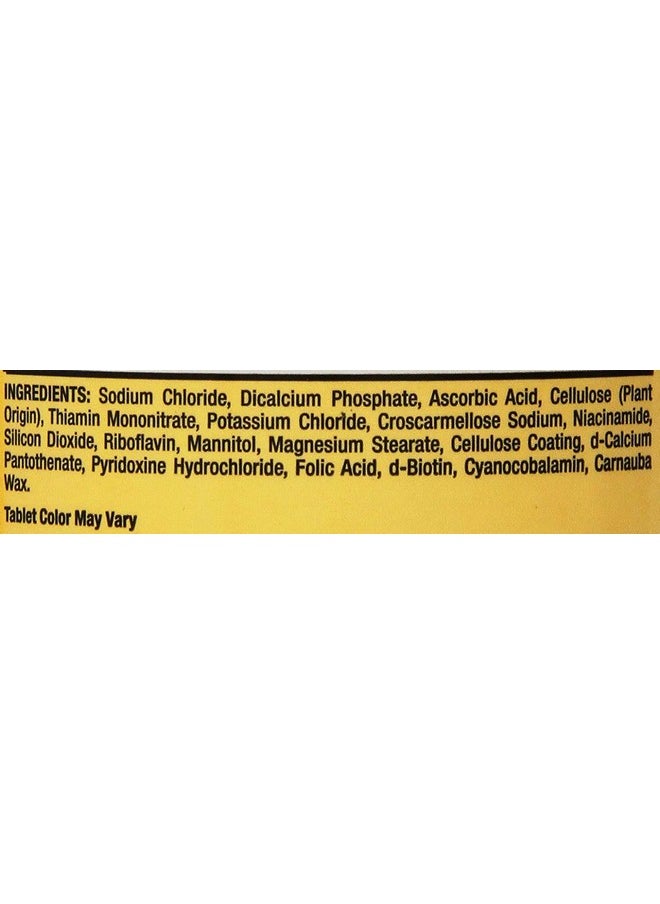 INGREDIENTS: Sodium Chloride, Dicalcium Phosphate, Ascorbic Acid, Cellulose (Plant
Origin), Thiamin Mononitrate, Potassium Chloride, Croscarmellose Sodium, Niacinamide,
Silicon Dioxide, Riboflavin, Mannitol, Magnesium Stearate, Cellulose Coating, d-Calcium
Pantothenate, Pyridoxine Hydrochloride, Folic Acid, d-Biotin, Cyanocobalamin, Carnauba
Wax.
Tablet Color May Vary